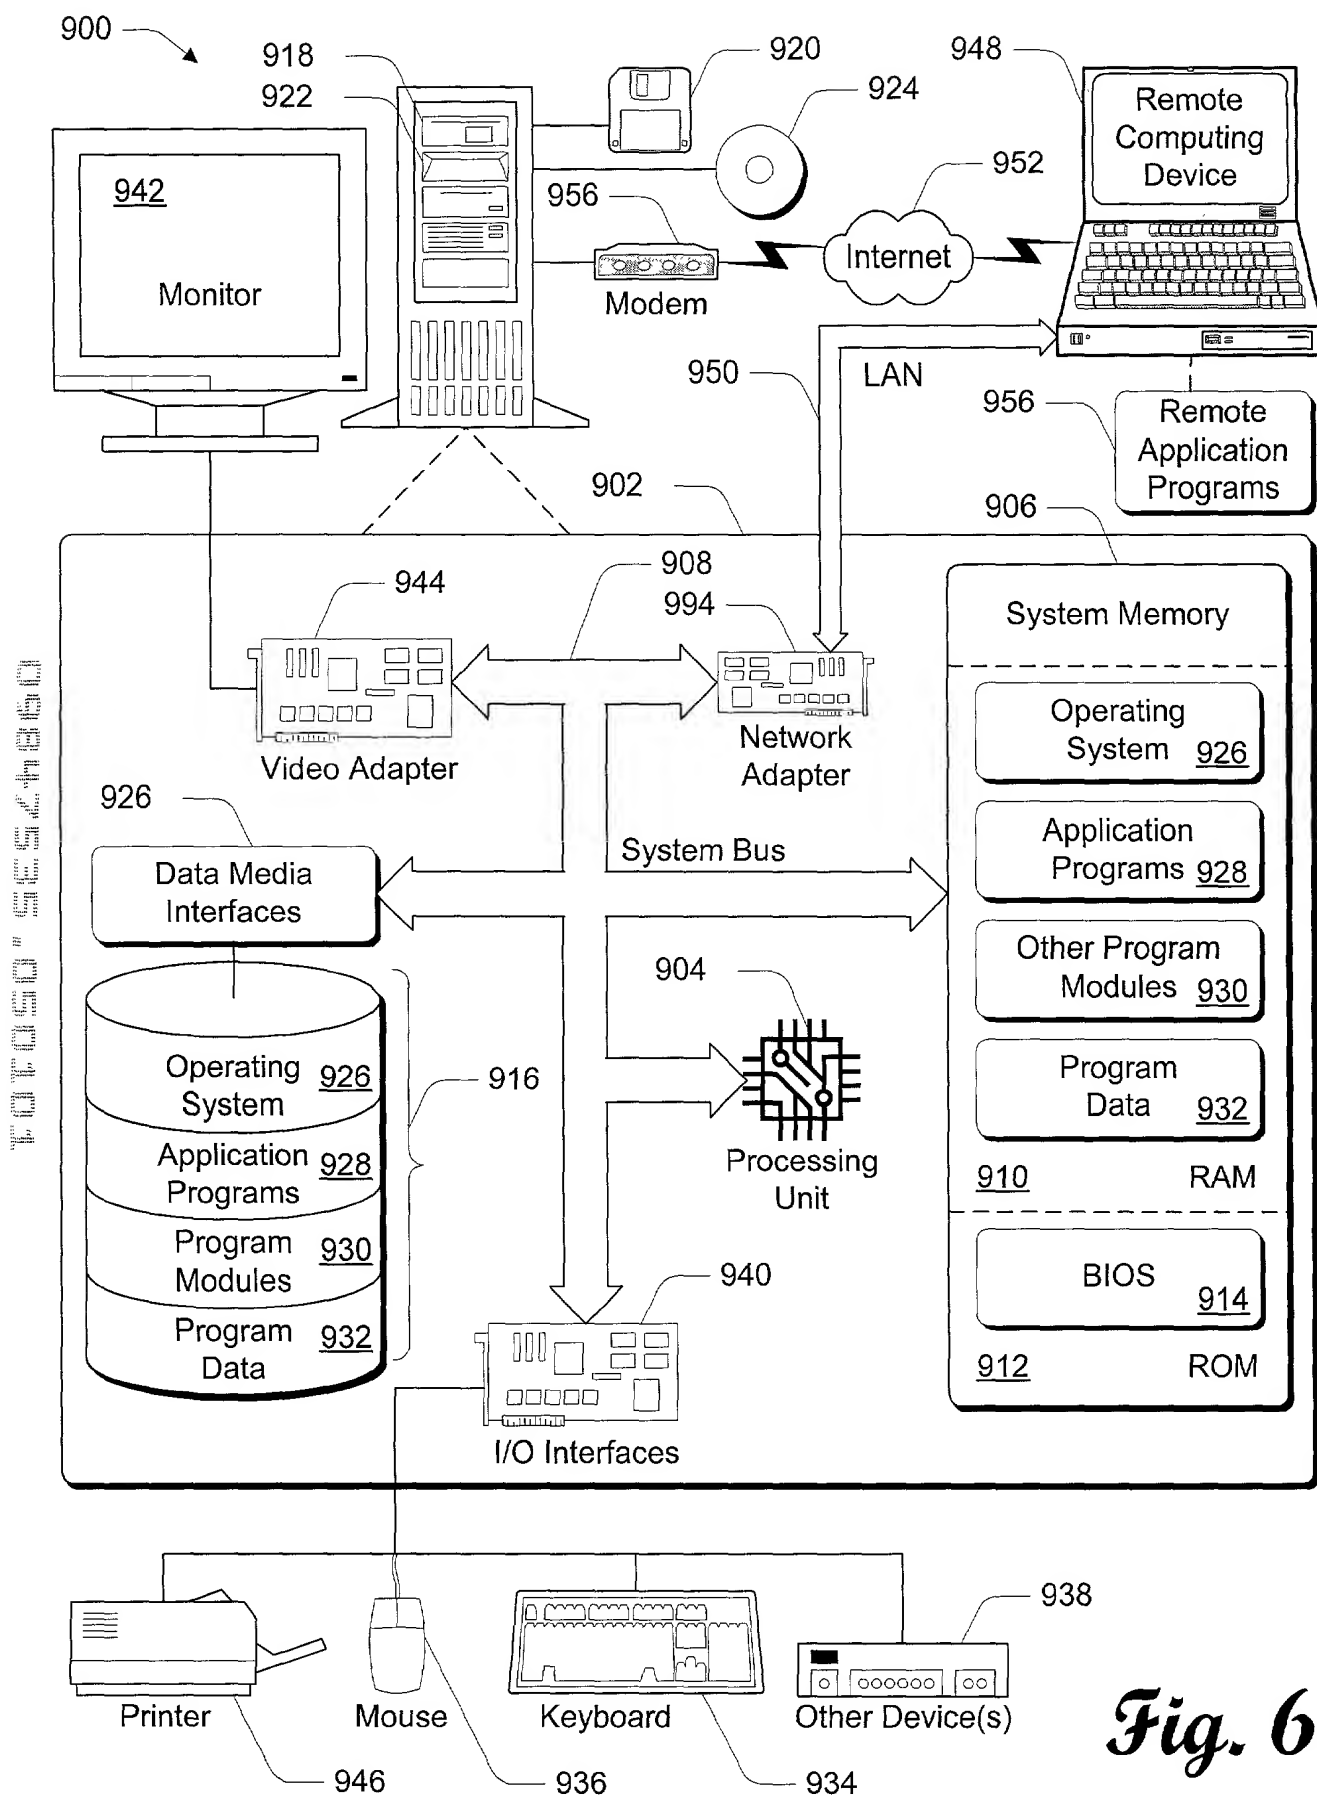 900
918
922
920
924
948
Remote
Computing
Device
942
Monitor
956
Modem
952
Internet
950
LAN
956
Remote
Application
Programs
902
906
908
944
994
System Memory
Video Adapter
Network
Adapter
Operating
System 926
926
Data Media
Interfaces
System Bus
Application
Programs 928
Other Program
Modules 930
904
Processing
Unit
Program
Data 932
910 RAM
Operating
System 926
916
Application
Programs 928
Program
Modules 930
Program
Data 932
940
I/O Interfaces
BIOS
914
912 ROM
Printer
946
Mouse
936
Keyboard
934
938
Other Device(s)
Fig. 6